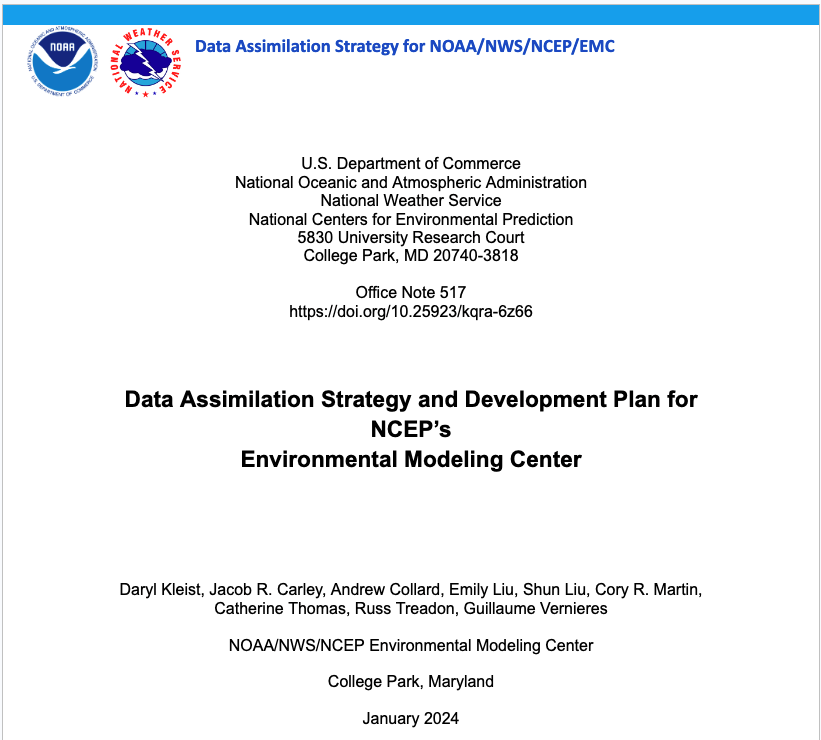 Data Assimilation Strategy for NOAA/NWS/NCEP/EMC
NATIONAL OCEANIC AND ATMOSPHERIC ADMINISTRATION
NOAA
U.S. DEPARTMENT OF COMMERCE
NATIONAL WEATHER SERVICE
U.S. Department of Commerce
National Oceanic and Atmospheric Administration
National Weather Service
National Centers for Environmental Prediction
5830 University Research Court
College Park, MD 20740-3818
Office Note 517
https://doi.org/10.25923/kqra-6z66
Data Assimilation Strategy and Development Plan for
NCEP’s
Environmental Modeling Center
Daryl Kleist, Jacob R. Carley, Andrew Collard, Emily Liu, Shun Liu, Cory R. Martin,
Catherine Thomas, Russ Treadon, Guillaume Vernieres
NOAA/NWS/NCEP Environmental Modeling Center
College Park, Maryland
January 2024